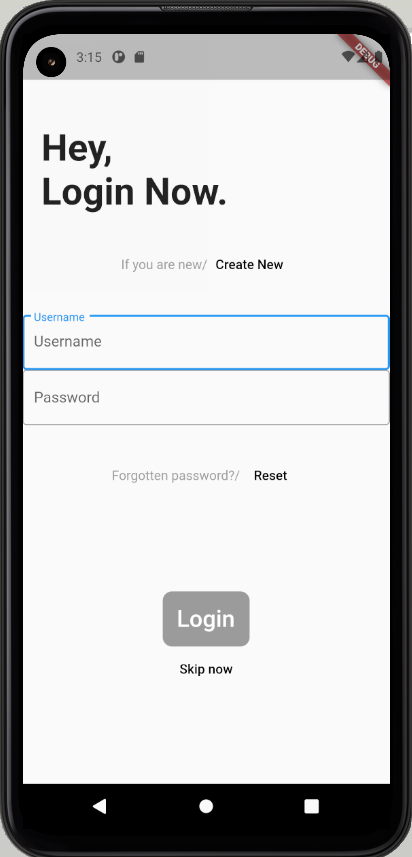 3:15
DEBUG
Hey,
Login Now.
If you are new/ Create New
Username
Username
Password
Forgotten password?/ Reset
Login
Skip now